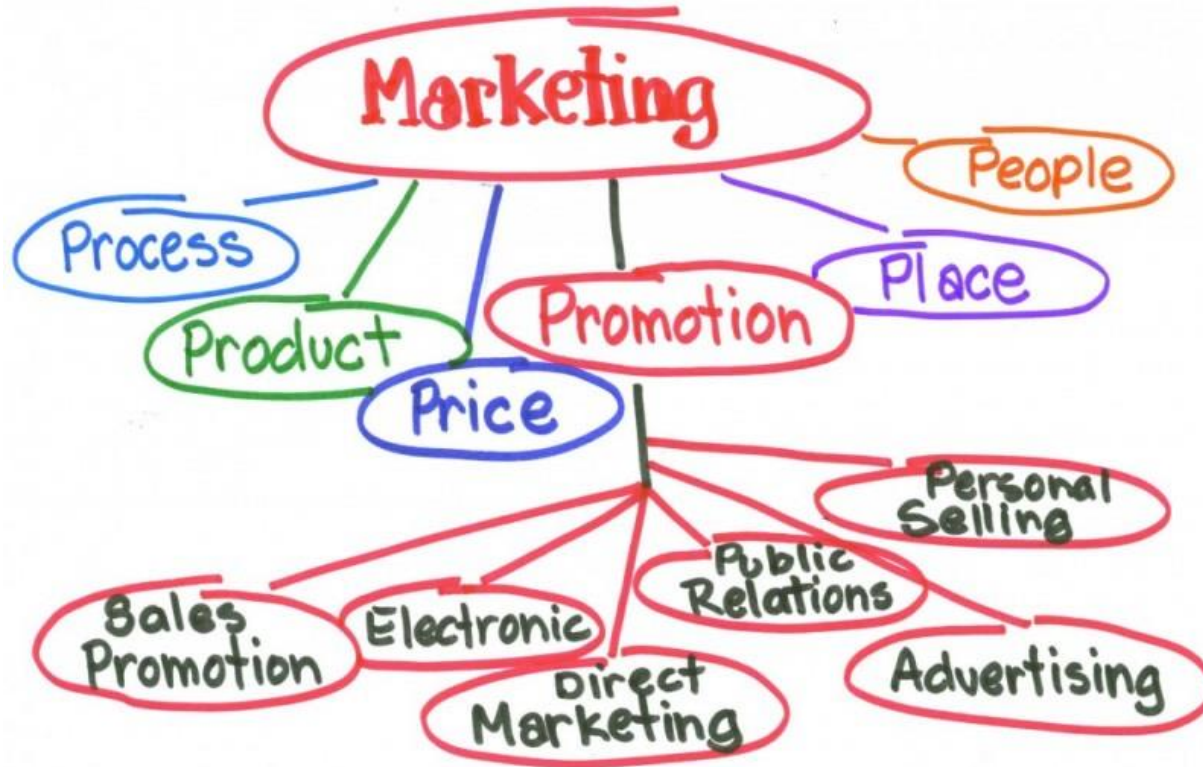 Marketing
People
Process
Place
Product
Promotion
Price
Personal
Selling
Public
Relations
Sales
Promotion
Electronic
Advertising
Direct
Marketing